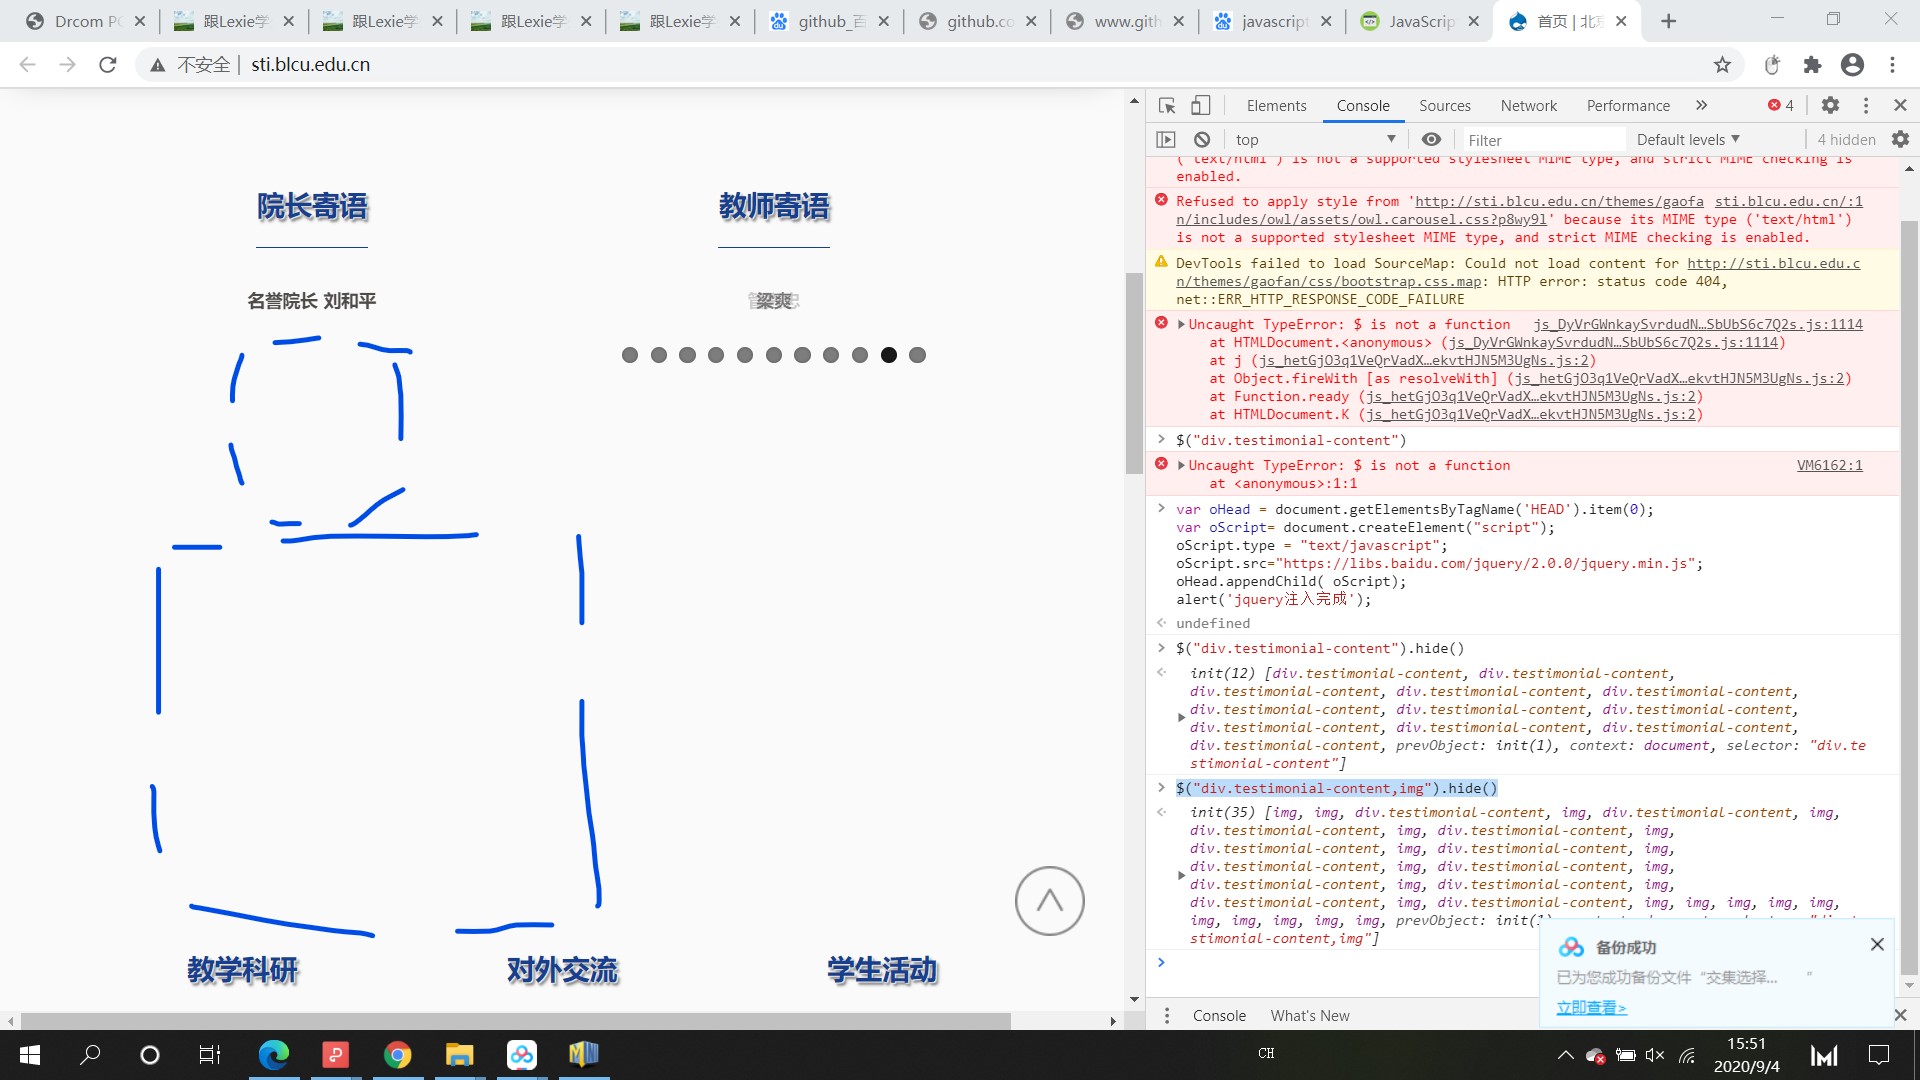 Drcom P
跟Lexie学
跟Lexie学
跟Lexie学
跟Lexie学
github_百
github.co
www.gith
javascript
JavaScrip
首页 | 北京
不安全 | sti.blcu.edu.cn
院长寄语
教师寄语
名誉院长 刘和平
梁爽
教学科研
对外交流
学生活动
Elements Console Sources Network Performance 4
top Filter Default levels 4 hidden
('text/html') is not a supported stylesheet MIME type, and strict MIME checking is
enabled.
Refused to apply style from 'http://sti.blcu.edu.cn/themes/gaofa sti.blcu.edu.cn/:1
n/includes/owl/assets/owl.carousel.css?p8wy9l' because its MIME type ('text/html')
is not a supported stylesheet MIME type, and strict MIME checking is enabled.
DevTools failed to load SourceMap: Could not load content for http://sti.blcu.edu.c
n/themes/gaofan/css/bootstrap.css.map: HTTP error: status code 404,
net::ERR_HTTP_RESPONSE_CODE_FAILURE
Uncaught TypeError: $ is not a function js_DyVrGWnkaySvrdudN…SbUbS6c7Q2s.js:1114
at HTMLDocument.<anonymous> (js_DyVrGWnkaySvrdudN…SbUbS6c7Q2s.js:1114)
at j (js_hetGjO3q1VeQrVadX…ekvtHJN5M3UgNs.js:2)
at Object.fireWith [as resolveWith] (js_hetGjO3q1VeQrVadX…ekvtHJN5M3UgNs.js:2)
at Function.ready (js_hetGjO3q1VeQrVadX…ekvtHJN5M3UgNs.js:2)
at HTMLDocument.K (js_hetGjO3q1VeQrVadX…ekvtHJN5M3UgNs.js:2)
> $("div.testimonial-content")
Uncaught TypeError: $ is not a function VM6162:1
at <anonymous>:1:1
> var oHead = document.getElementsByTagName('HEAD').item(0);
var oScript= document.createElement("script");
oScript.type = "text/javascript";
oScript.src="https://libs.baidu.com/jquery/2.0.0/jquery.min.js";
oHead.appendChild( oScript);
alert('jquery注入完成');
undefined
> $("div.testimonial-content").hide()
init(12) [div.testimonial-content, div.testimonial-content,
div.testimonial-content, div.testimonial-content, div.testimonial-content,
div.testimonial-content, div.testimonial-content, div.testimonial-content,
div.testimonial-content, div.testimonial-content, div.testimonial-content,
div.testimonial-content, prevObject: init(1), context: document, selector: "div.te
stimonial-content"]
> $("div.testimonial-content,img").hide()
init(35) [img, img, div.testimonial-content, img, div.testimonial-content, img,
div.testimonial-content, img, div.testimonial-content, img,
div.testimonial-content, img, div.testimonial-content, img,
div.testimonial-content, img, div.testimonial-content, img,
div.testimonial-content, img, div.testimonial-content, img,
div.testimonial-content, img, div.testimonial-content, img, img, img, img, img,
img, img, img, img, img, prevObject: init(1)
stimonial-content,img"]
>
备份成功
已为您成功备份文件“交集选择... ”
立即查看>
Console What's New
CH
15:51
2020/9/4